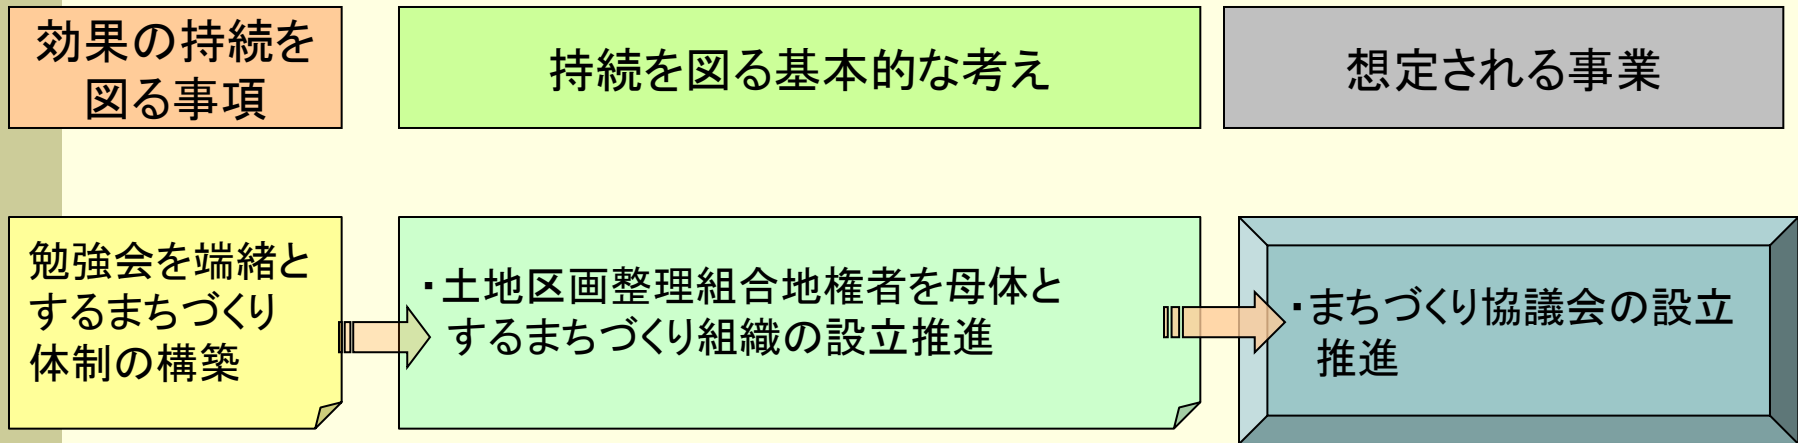 効果の持続を
図る事項
持続を図る基本的な考え
想定される事業
勉強会を端緒と
するまちづくり
体制の構築
・土地区画整理組合地権者を母体と
するまちづくり組織の設立推進
・まちづくり協議会の設立
推進